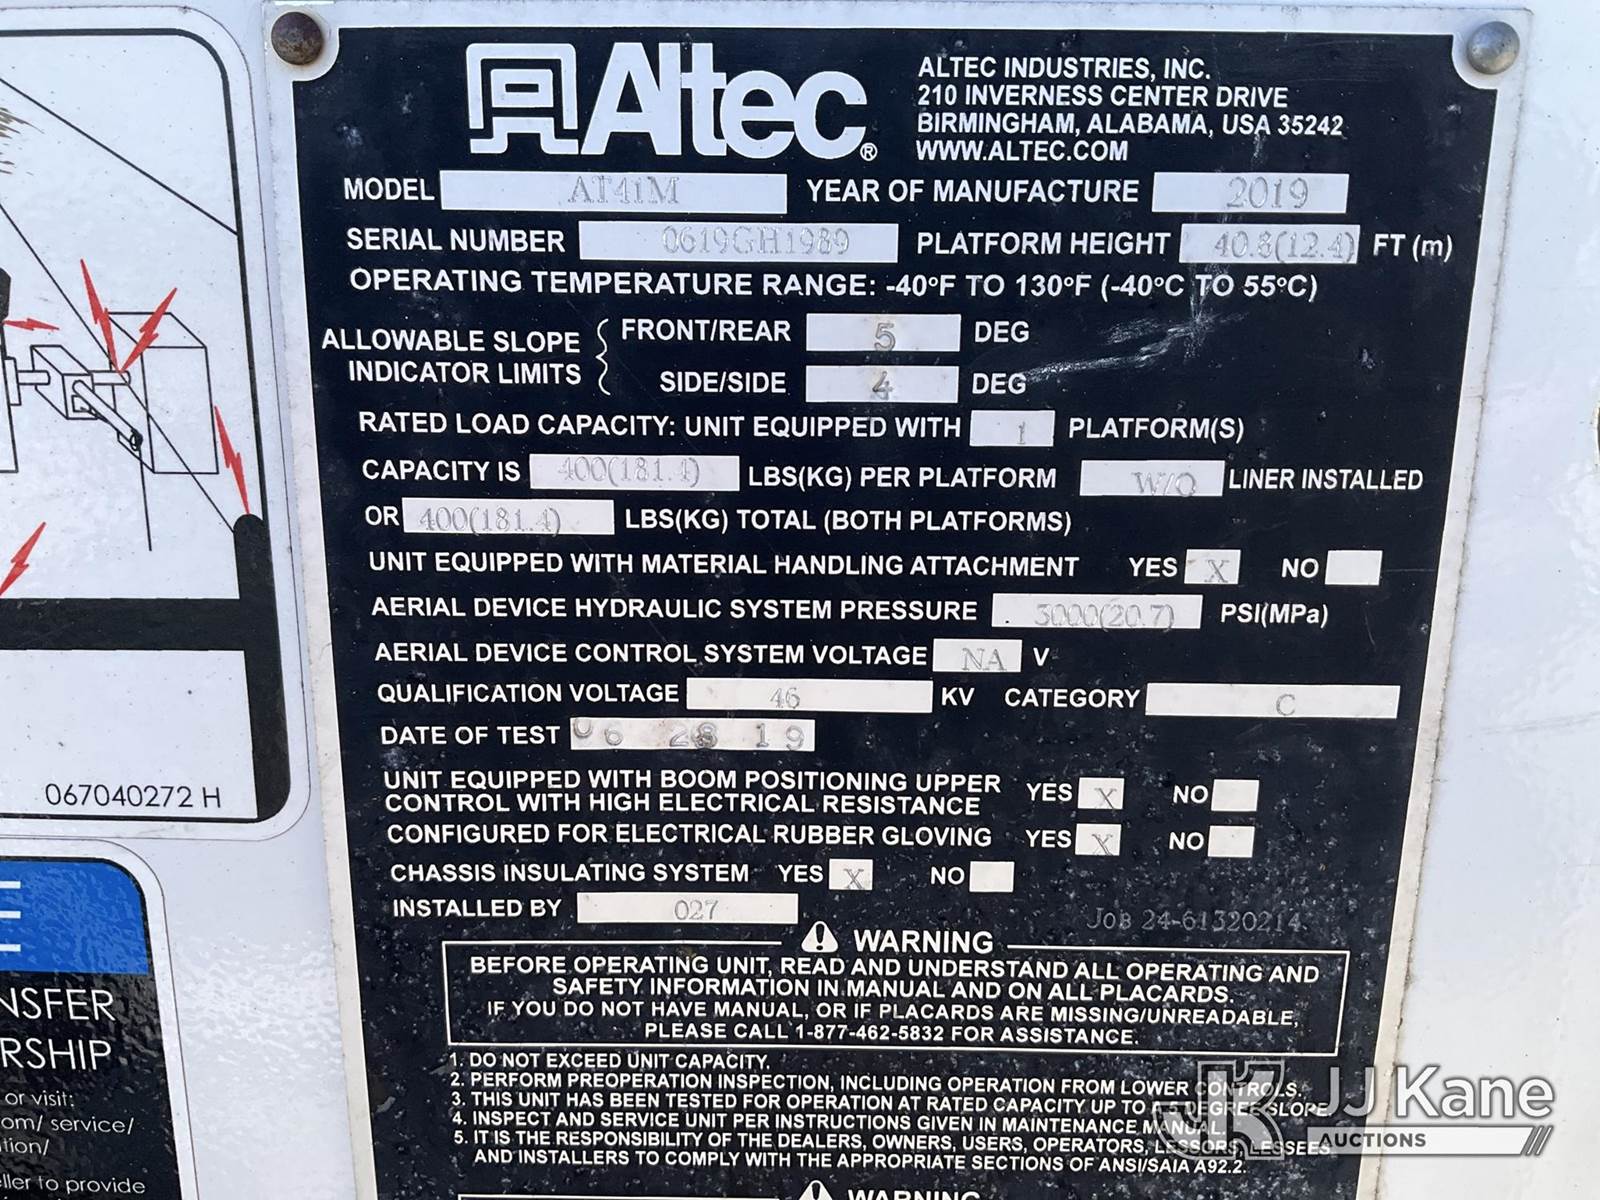 Altec®
ALTEC INDUSTRIES, INC.
210 INVERNESS CENTER DRIVE
BIRMINGHAM, ALABAMA, USA 35242
WWW.ALTEC.COM
MODEL AT41M YEAR OF MANUFACTURE 2019
SERIAL NUMBER 0619GH1989 PLATFORM HEIGHT 40.8(12.4) FT (m)
OPERATING TEMPERATURE RANGE: -40ºF TO 130ºF (-40ºC TO 55ºC)
ALLOWABLE SLOPE INDICATOR LIMITS
FRONT/REAR 5 DEG
SIDE/SIDE 4 DEG
RATED LOAD CAPACITY: UNIT EQUIPPED WITH 1 PLATFORM(S)
CAPACITY IS 400(181.4) LBS(KG) PER PLATFORM W/O LINER INSTALLED
OR 400(181.4) LBS(KG) TOTAL (BOTH PLATFORMS)
UNIT EQUIPPED WITH MATERIAL HANDLING ATTACHMENT YES X NO
AERIAL DEVICE HYDRAULIC SYSTEM PRESSURE 3000(20.7) PSI(MPa)
AERIAL DEVICE CONTROL SYSTEM VOLTAGE NA V
QUALIFICATION VOLTAGE 46 KV CATEGORY C
DATE OF TEST 06 28 19
UNIT EQUIPPED WITH BOOM POSITIONING UPPER
CONTROL WITH HIGH ELECTRICAL RESISTANCE YES X NO
CONFIGURED FOR ELECTRICAL RUBBER GLOVING YES X NO
CHASSIS INSULATING SYSTEM YES X NO
INSTALLED BY 027
Job 24-61320214
WARNING
BEFORE OPERATING UNIT, READ AND UNDERSTAND ALL OPERATING AND
SAFETY INFORMATION IN MANUAL AND ON ALL PLACARDS.
IF YOU DO NOT HAVE MANUAL, OR IF PLACARDS ARE MISSING/UNREADABLE,
PLEASE CALL 1-877-462-5832 FOR ASSISTANCE.
1. DO NOT EXCEED UNIT CAPACITY.
2. PERFORM PREOPERATION INSPECTION, INCLUDING OPERATION FROM LOWER CONTROLS.
3. THIS UNIT HAS BEEN TESTED FOR OPERATION AT RATED CAPACITY UP TO A 5 DEGREE SLOPE.
4. INSPECT AND SERVICE UNIT PER INSTRUCTIONS GIVEN IN MAINTENANCE MANUAL.
5. IT IS THE RESPONSIBILITY OF THE DEALERS, OWNERS, USERS, OPERATORS, LESSORS, LESSEES
AND INSTALLERS TO COMPLY WITH THE APPROPRIATE SECTIONS OF ANSI/SAIA A92.2.
WARNING
067040272 H
E
NSFER
RSHIP
or visit:
om/ service/
tion/
ller to provide
JJ Kane
AUCTIONS